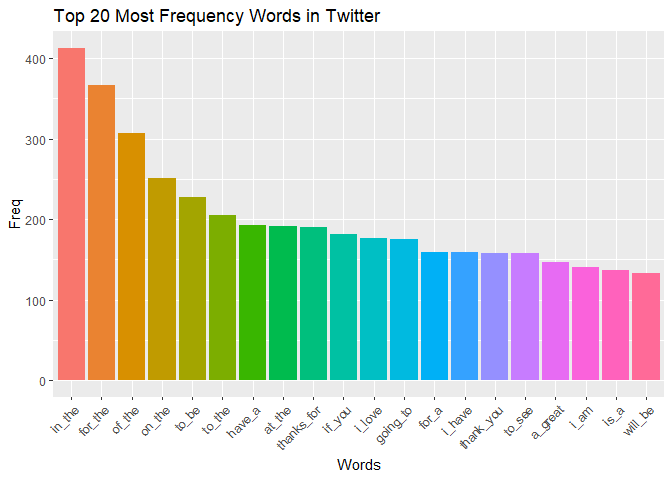 Top 20 Most Frequency Words in Twitter
Freq
400
300
200
100
0
in_the
for_the
of_the
on_the
to_be
to_the
have_a
at_the
thanks_for
if_you
i_love
going_to
for_a
i_have
thank_you
to_see
a_great
i_am
is_a
will_be
Words